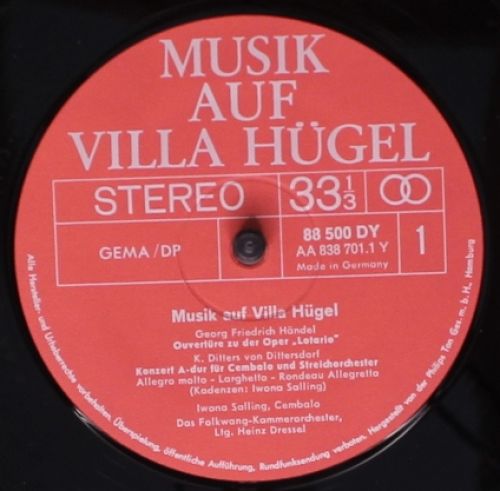 MUSIK
AUF
VILLA HÜGEL
STEREO 33 1/3
GEMA/DP
88 500 DY
AA 838 701.1 Y
Made in Germany
1
Musik auf Villa Hügel
Georg Friedrich Händel
Ouvertüre zu der Oper „Lotario"
K. Ditters von Dittersdorf
Konzert A-dur für Cembalo und Streichorchester
Allegro molto - Larghetto - Rondeau Allegretto
(Kadenzen: Iwona Salling)
Iwona Salling, Cembalo
Das Folkwang-Kammerorchester,
Ltg. Heinz Dressel
Alle Hersteller- und Urheberrechte vorbehalten. Überspielung, öffentliche Aufführung, Rundfunksendung verboten. Hergestellt von der Philips Ton Ges. m. b. H., Hamburg